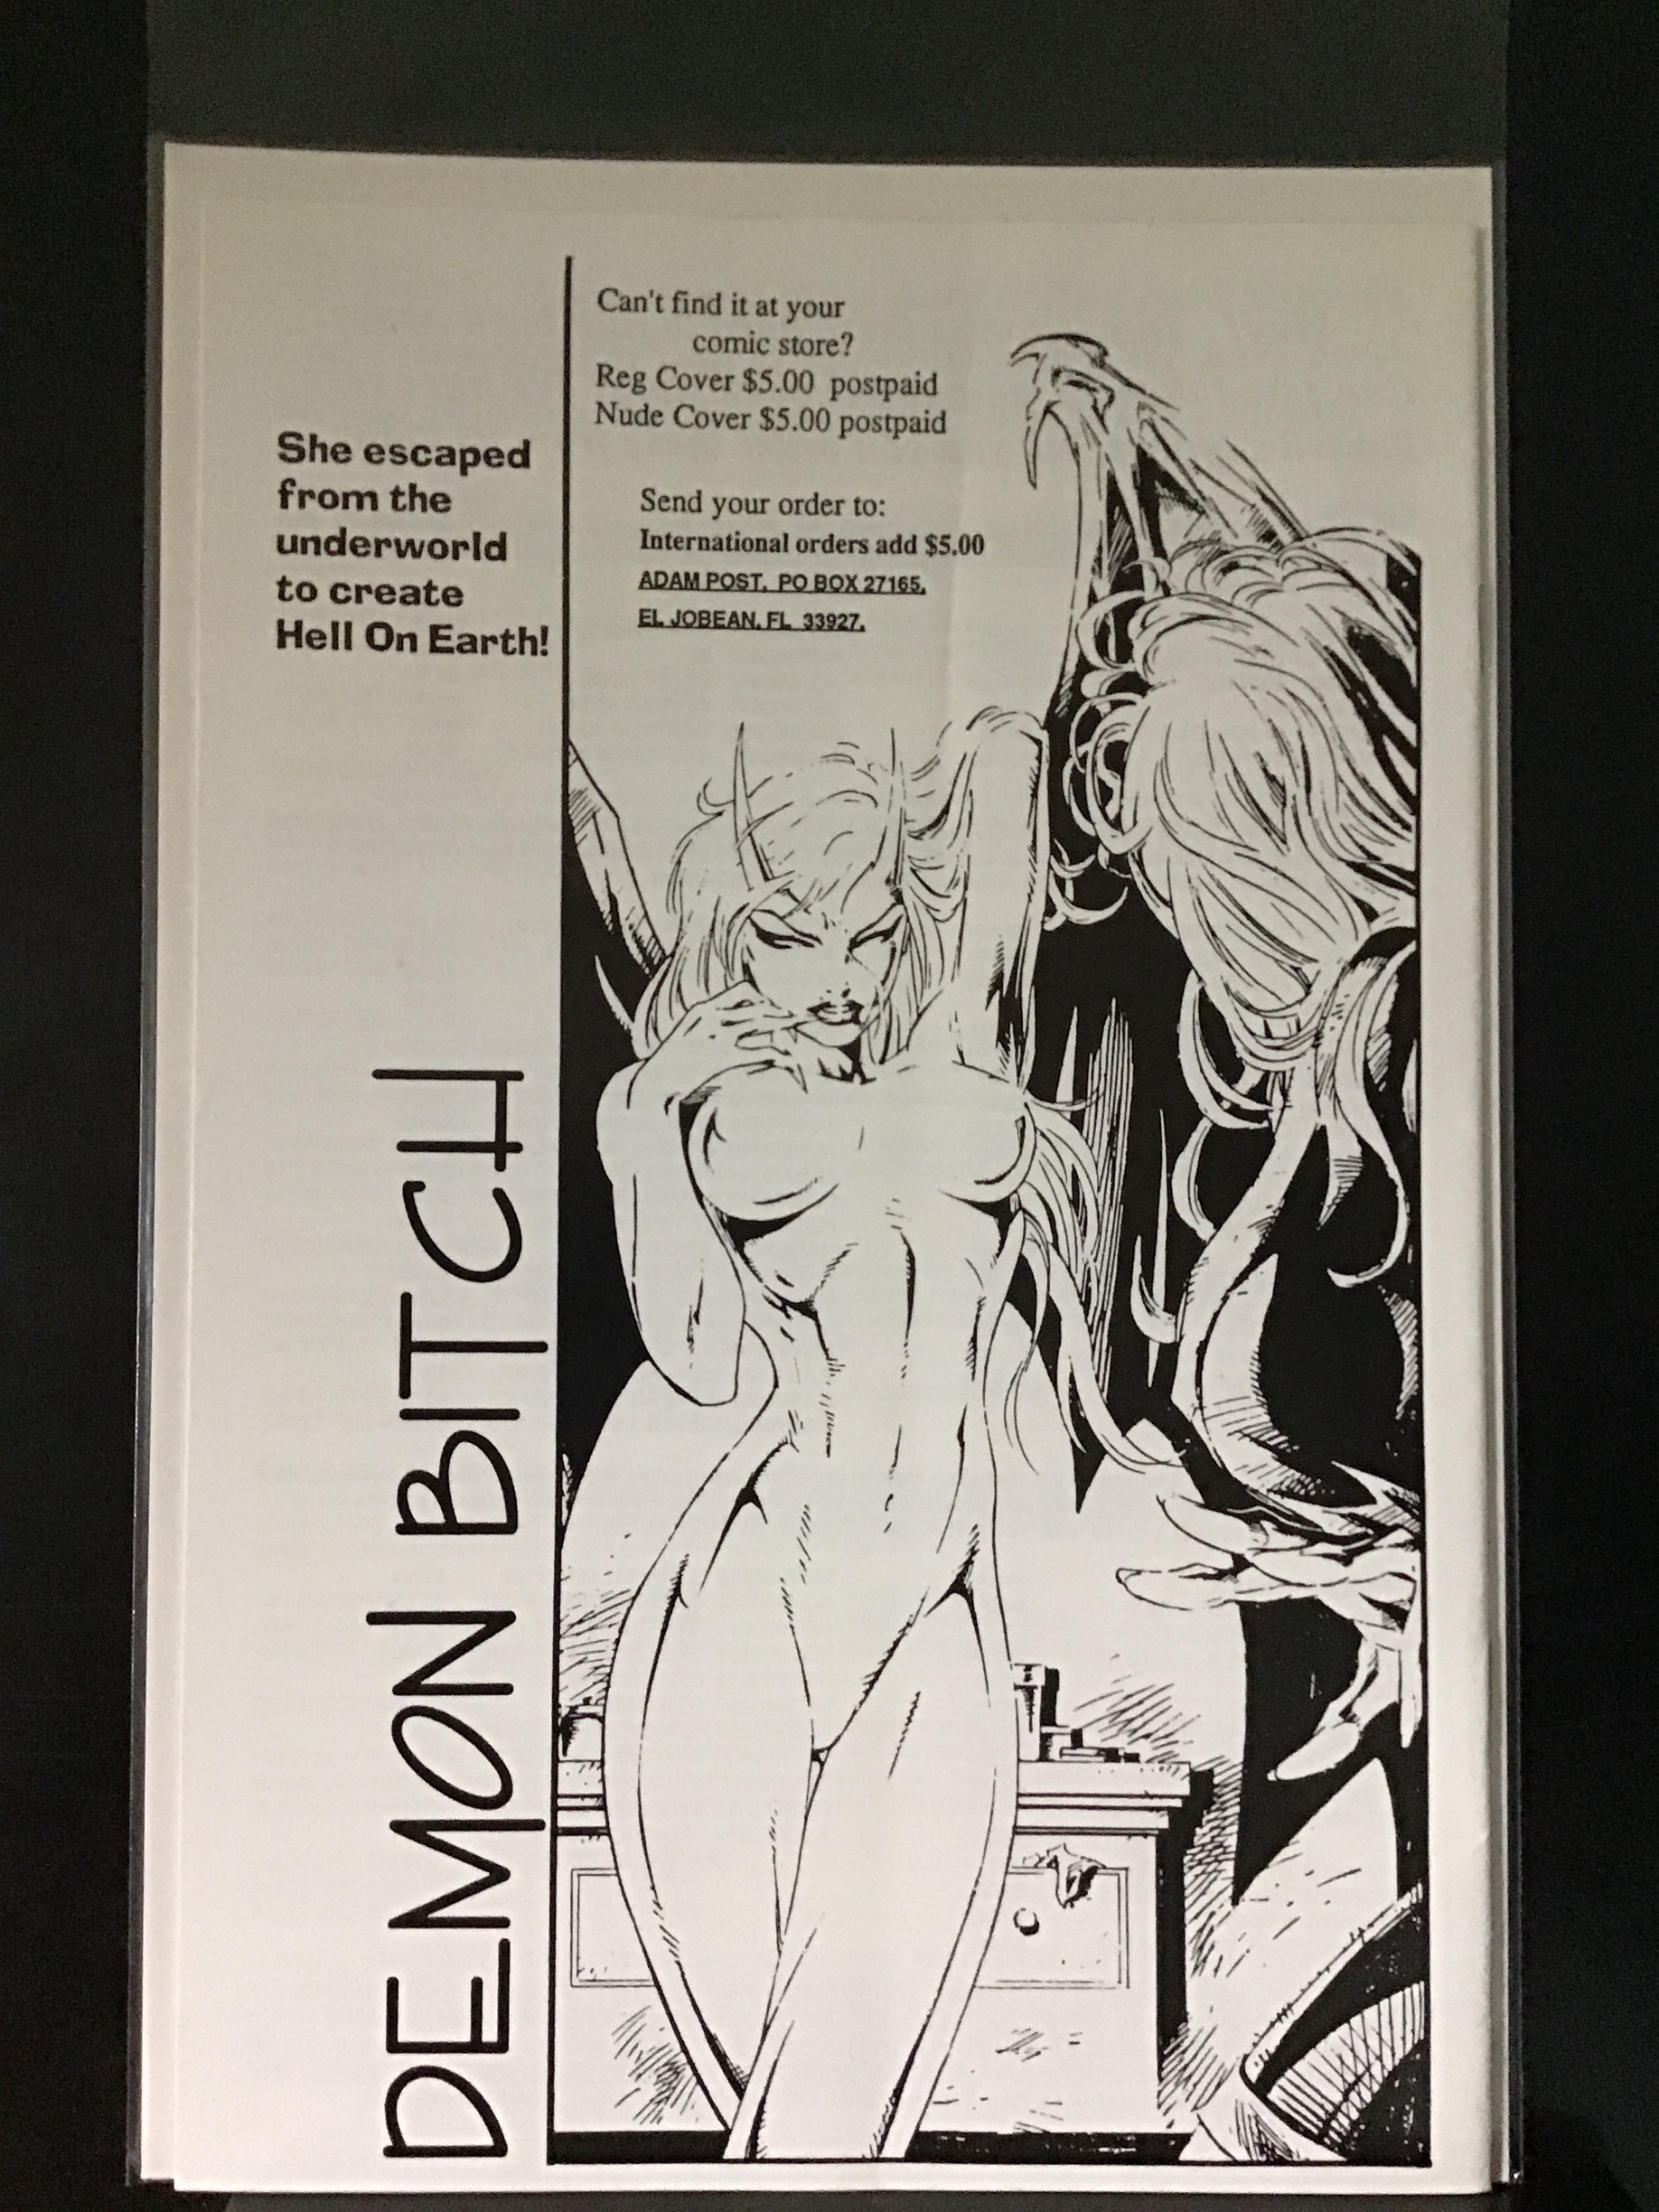 She escaped
from the
underworld
to create
Hell On Earth!
DEMON BITCH
Can't find it at your
comic store?
Reg Cover $5.00 postpaid
Nude Cover $5.00 postpaid
Send your order to:
International orders add $5.00
ADAM POST, PO BOX 27165,
EL JOBEAN, FL 33927,